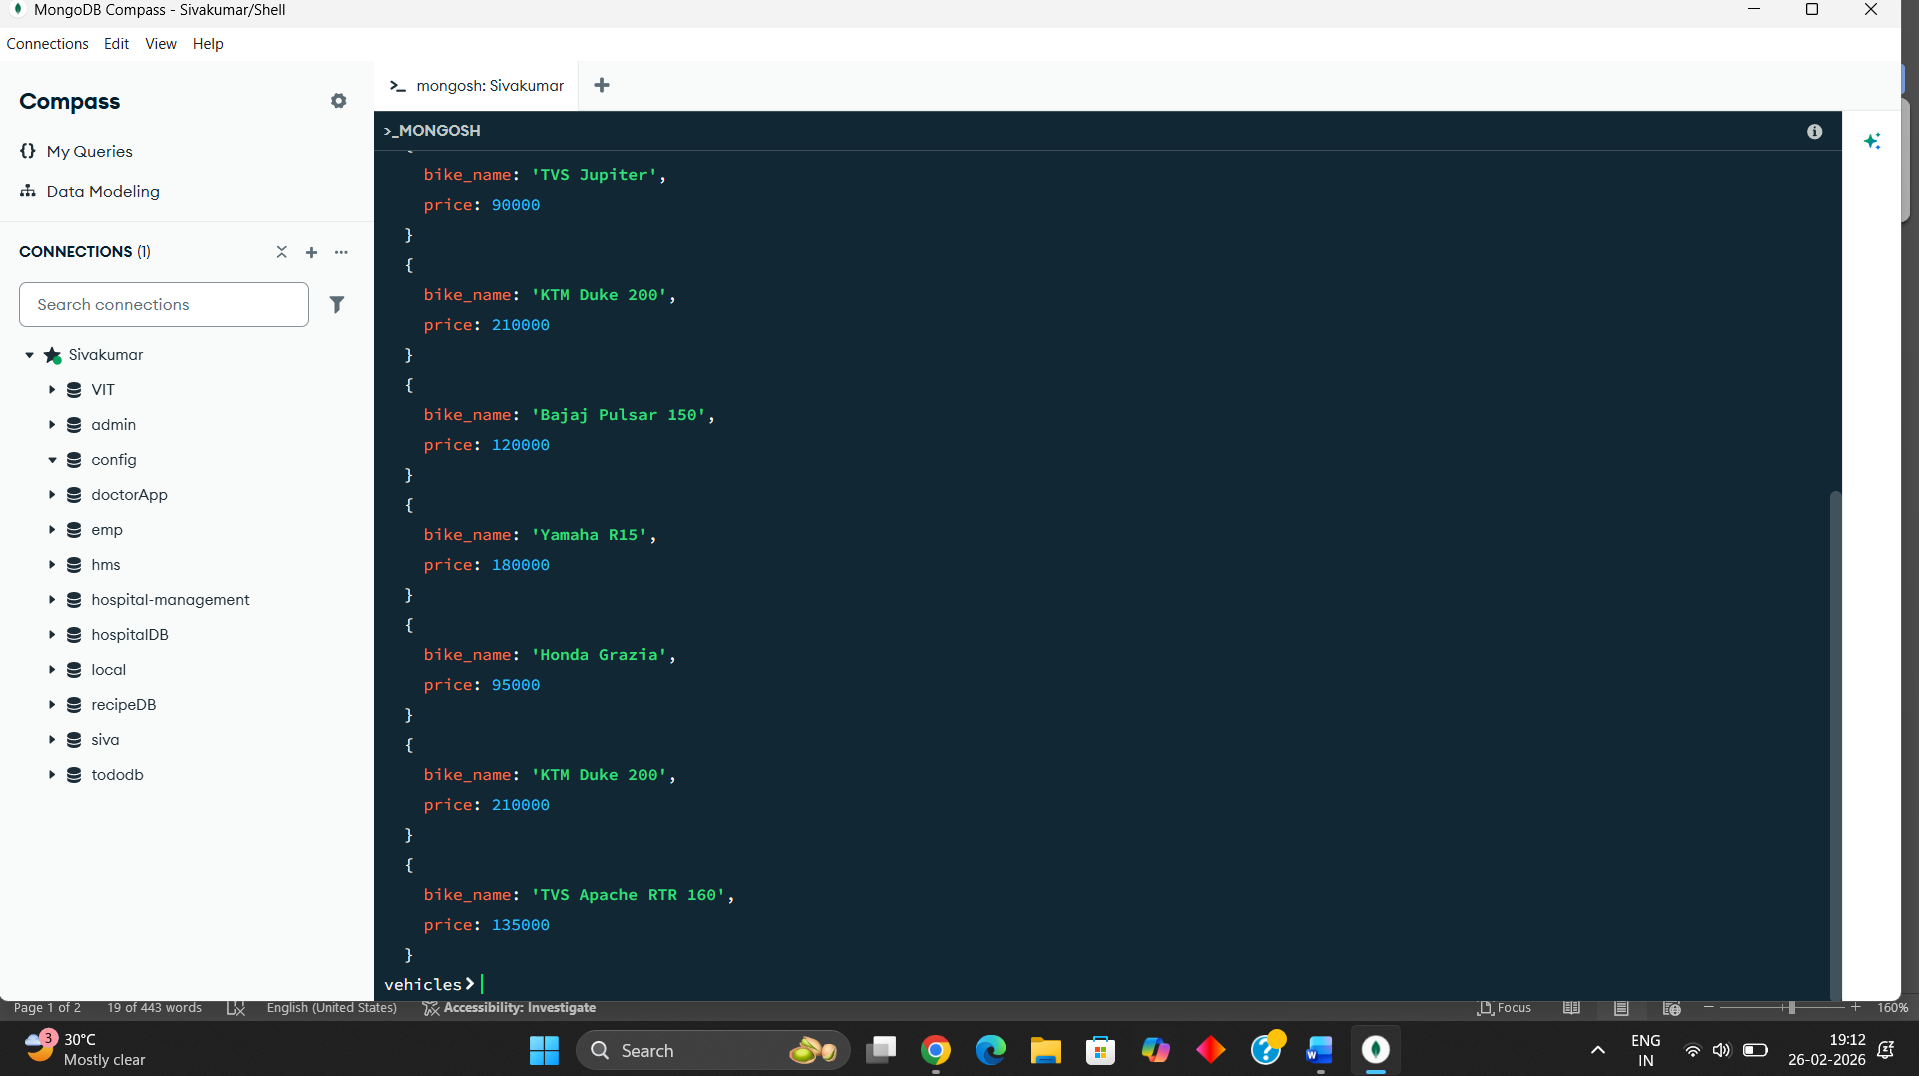 MongoDB Compass - Sivakumar/Shell
Connections Edit View Help
Compass
My Queries
Data Modeling
CONNECTIONS (1)
Search connections
Sivakumar
VIT
admin
config
doctorApp
emp
hms
hospital-management
hospitalDB
local
recipeDB
siva
tododb
mongosh: Sivakumar
>_MONGOSH
{
bike_name: 'TVS Jupiter',
price: 90000
}
{
bike_name: 'KTM Duke 200',
price: 210000
}
{
bike_name: 'Bajaj Pulsar 150',
price: 120000
}
{
bike_name: 'Yamaha R15',
price: 180000
}
{
bike_name: 'Honda Grazia',
price: 95000
}
{
bike_name: 'KTM Duke 200',
price: 210000
}
{
bike_name: 'TVS Apache RTR 160',
price: 135000
}
vehicles>
Page 1 of 2 19 of 443 words English (United States) Accessibility: Investigate Focus 160%
3
30°C
Mostly clear
Search
ENG
IN
19:12
26-02-2026